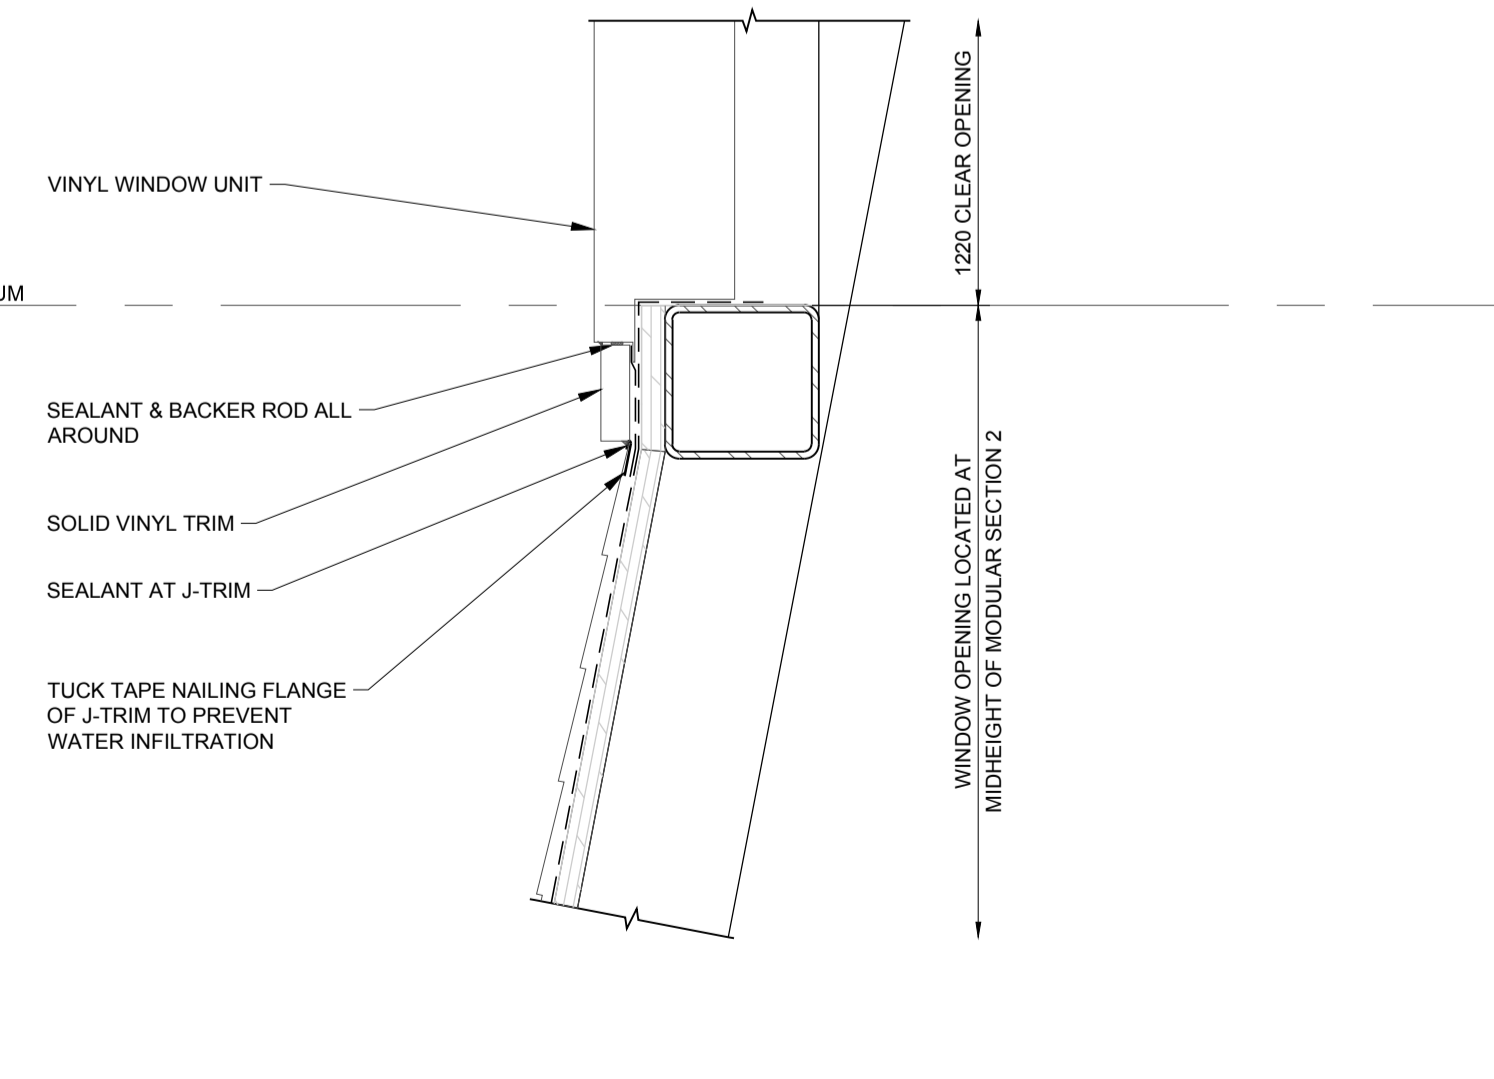 VINYL WINDOW UNIT
1220 CLEAR OPENING
UM
SEALANT & BACKER ROD ALL
AROUND
SOLID VINYL TRIM
SEALANT AT J-TRIM
TUCK TAPE NAILING FLANGE
OF J-TRIM TO PREVENT
WATER INFILTRATION
WINDOW OPENING LOCATED AT
MIDHEIGHT OF MODULAR SECTION 2